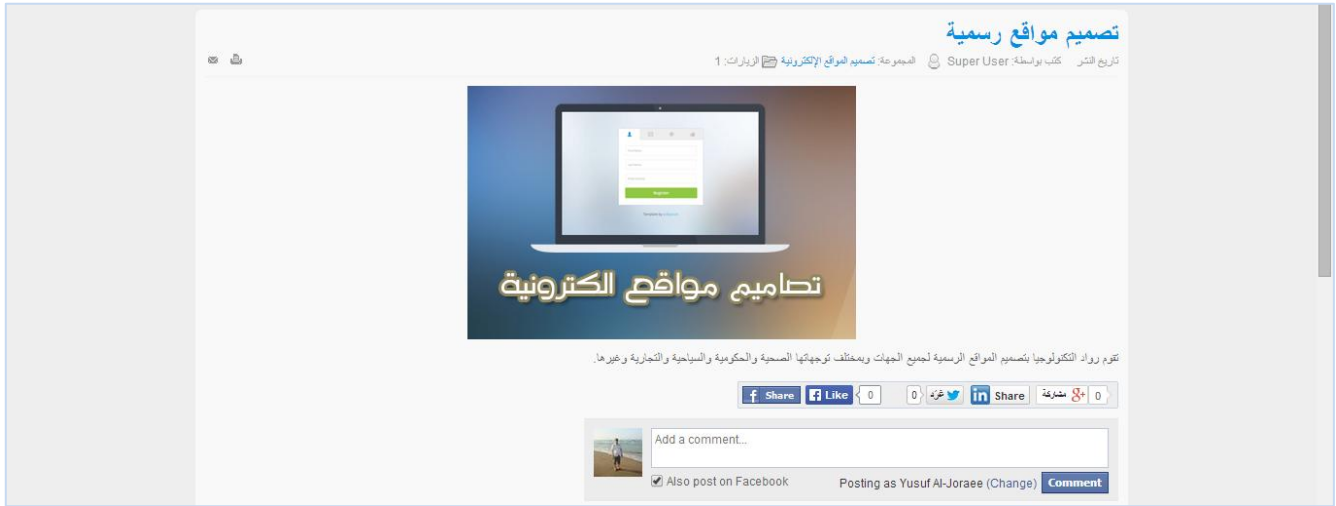 تصميم مواقع رسمية
تاريخ النشر كتب بواسطة: Super User المجموعة: تصميم المواقع الإلكترونية الزيارات: 1
Register
تصاميم مواقع الكترونية
تقوم رواد التكنولوجيا بتصميم المواقع الرسمية لجميع الجهات وبمختلف توجهاتها الصحية والحكومية والسياحية والتجارية وغيرها.
f Share Like 0 0 غرّد in Share مشاركة g+ 0
Add a comment...
Also post on Facebook Posting as Yusuf Al-Joraee (Change) Comment